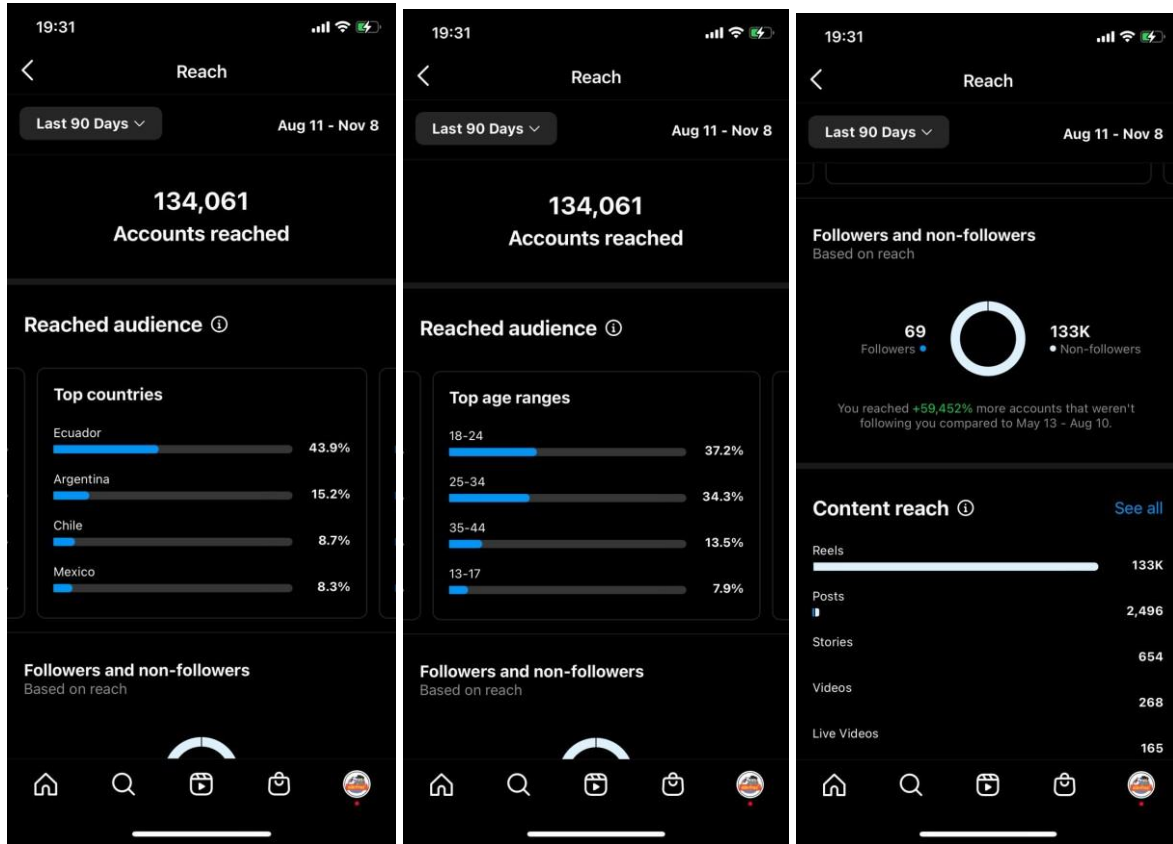 19:31
Reach
Last 90 Days
Aug 11 - Nov 8
134,061
Accounts reached
Reached audience
Top countries
Ecuador
43.9%
Argentina
15.2%
Chile
8.7%
Mexico
8.3%
Followers and non-followers
Based on reach
19:31
Reach
Last 90 Days
Aug 11 - Nov 8
134,061
Accounts reached
Reached audience
Top age ranges
18-24
37.2%
25-34
34.3%
35-44
13.5%
13-17
7.9%
Followers and non-followers
Based on reach
19:31
Reach
Last 90 Days
Aug 11 - Nov 8
Followers and non-followers
Based on reach
69
Followers
133K
Non-followers
You reached +59,452% more accounts that weren't
following you compared to May 13 - Aug 10.
Content reach
See all
Reels
133K
Posts
2,496
Stories
654
Videos
268
Live Videos
165